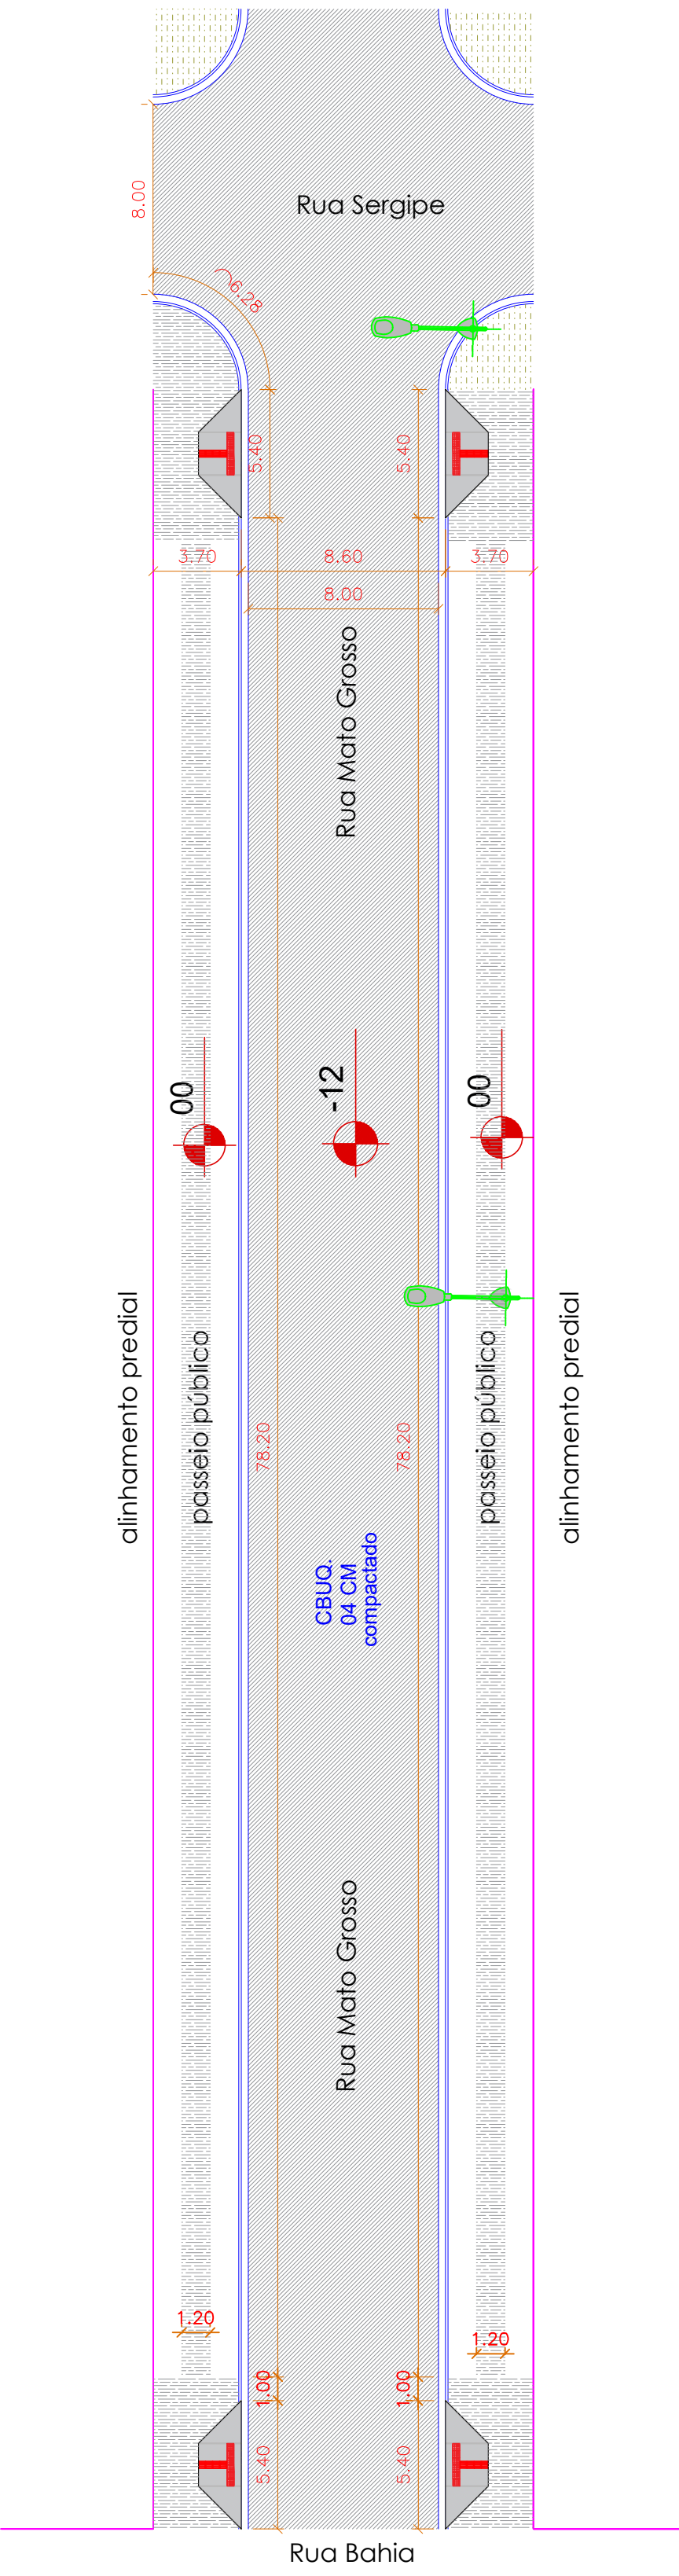 Rua Sergipe
8.00
6.28
5.40
5.40
3.70
8.60
3.70
8.00
Rua Mato Grosso
00
-12
00
alinhamento predial
passeio público
passeio público
alinhamento predial
78.20
78.20
CBUQ.
04 CM
compactado
Rua Mato Grosso
1.20
1.20
1.00
1.00
5.40
5.40
Rua Bahia